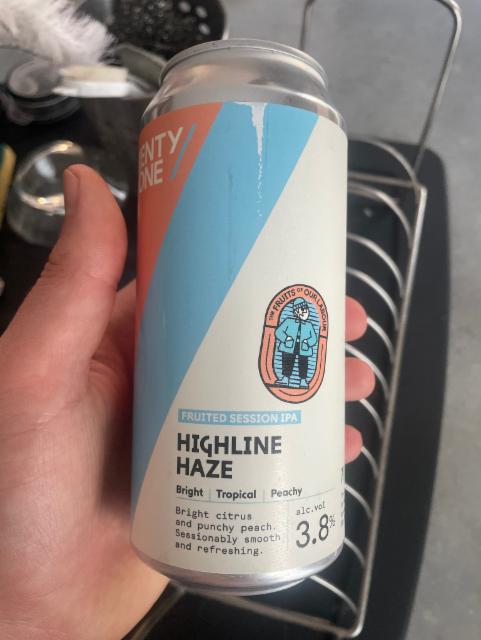 ENTY/
ONE
THE FRUITS OF OUR LABOUR
FRUITED SESSION IPA
HIGHLINE
HAZE
Bright | Tropical | Peachy
Bright citrus
and punchy peach.
Sessionably smooth
and refreshing.
alc.vol
3.8%